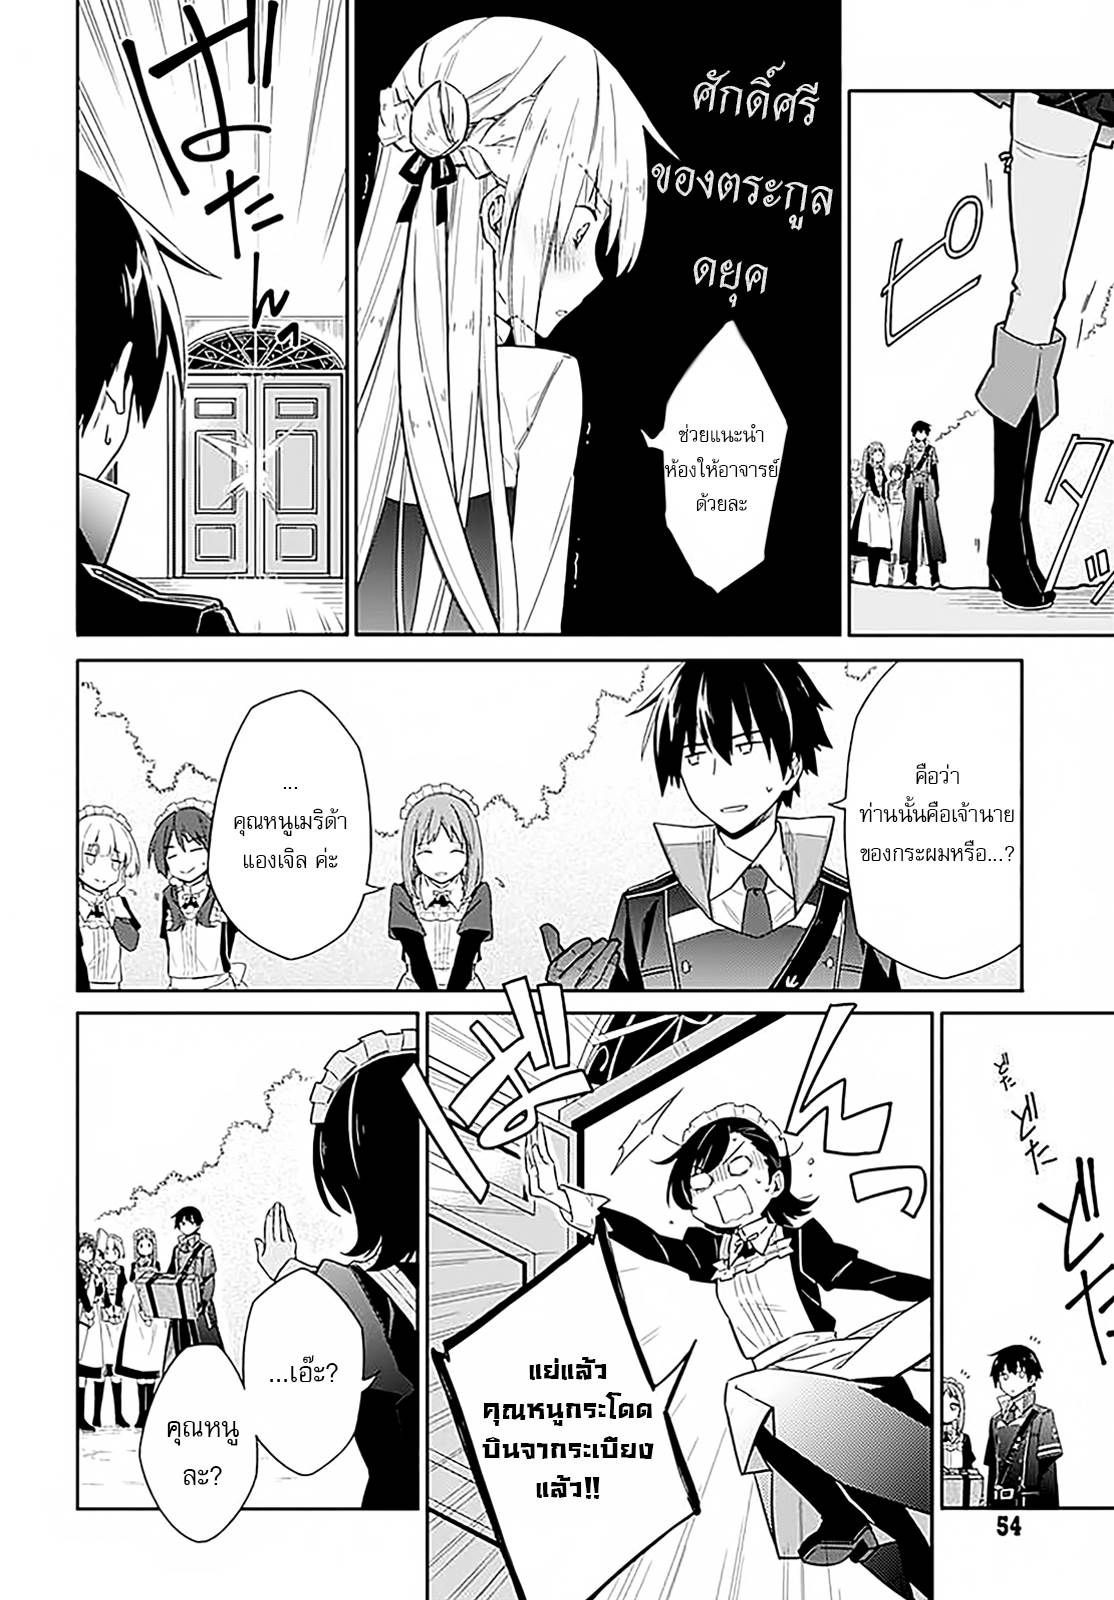 ピ
タッ
ศักดิ์ศรี
ของตระกูล
ดยุค
ช่วยแนะนำ
ห้องให้อาจารย์
ด้วยละ
ばたんっ
คือว่า
ท่านนั้นคือเจ้านาย
ของกระผมหรือ...?
...
คุณหนูเมริด้า
แองเจิล ค่ะ
どた
どた
どた
ばん
แย่แล้ว
คุณหนูกระโดด
บินจากระเบียง
แล้ว!!
...เอ๊ะ?
คุณหนู
ละ?
54